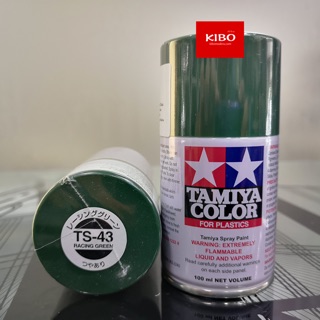 KIBO
レーシンググリーン
TS-43
RACING GREEN
つやあり
TAMIYA
COLOR
FOR PLASTICS
Tamiya Spray Paint
WARNING: EXTREMELY
FLAMMABLE
LIQUID AND VAPORS
Read carefully additional warnings
on each side panel
100 ml NET VOLUME